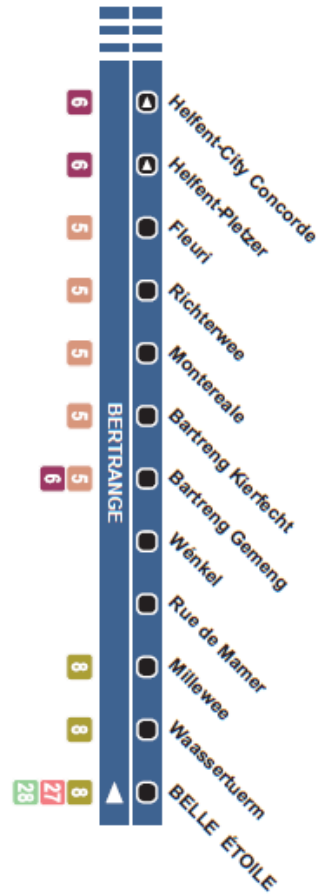 6 Helfent-City Concorde
6 Helfent-Pletzer
5 Fleuri
5 Richterwee
5 Montereale
5 Bartreng Kierfecht
6 5 Bartreng Gemeng
BERTRANGE
Wénkel
Rue de Mamer
8 Millewee
8 Waassertuerm
28 27 8 BELLE ÉTOILE